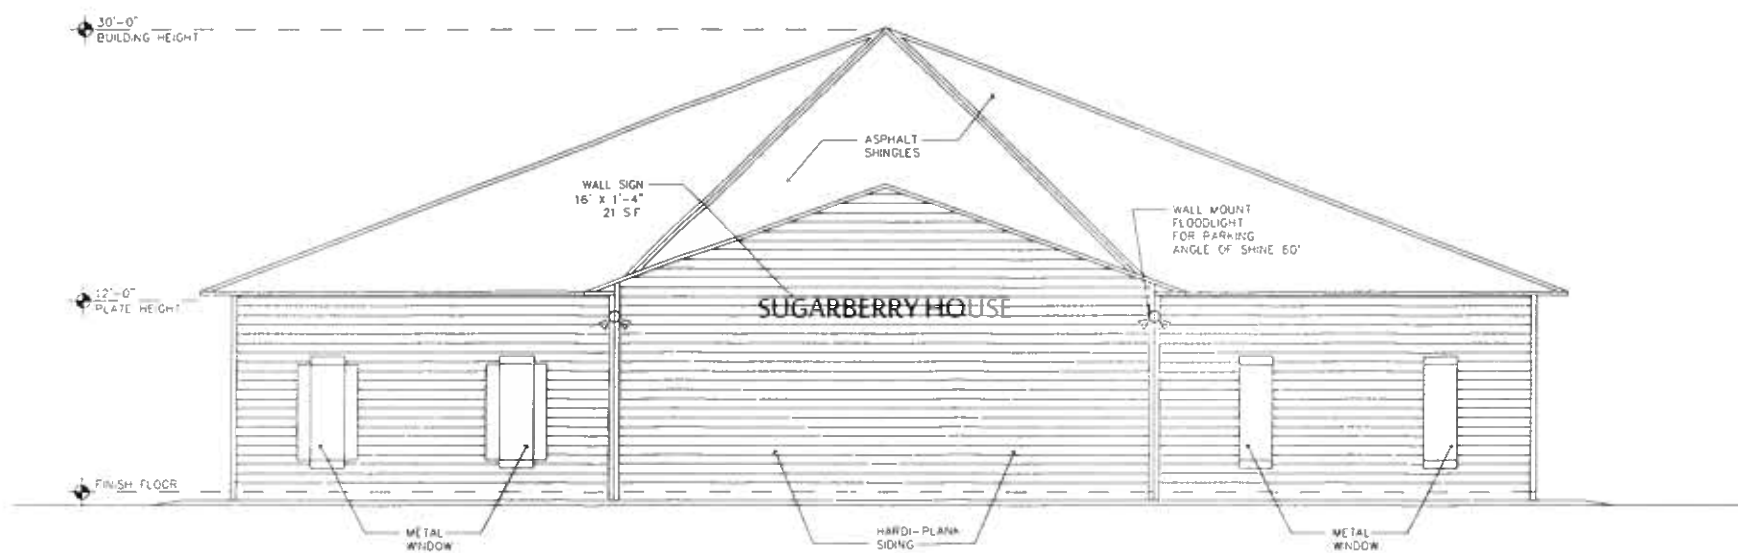 30'-0"
BUILDING HEIGHT
ASPHALT
SHINGLES
WALL SIGN
16' X 1'-4"
21 SF
WALL MOUNT
FLOODLIGHT
FOR PARKING
ANGLE OF SHINE 60°
12'-0"
PLATE HEIGHT
SUGARBERRY HOUSE
FINISH FLOOR
METAL
WINDOW
HARDI-PLANK
SIDING
METAL
WINDOW